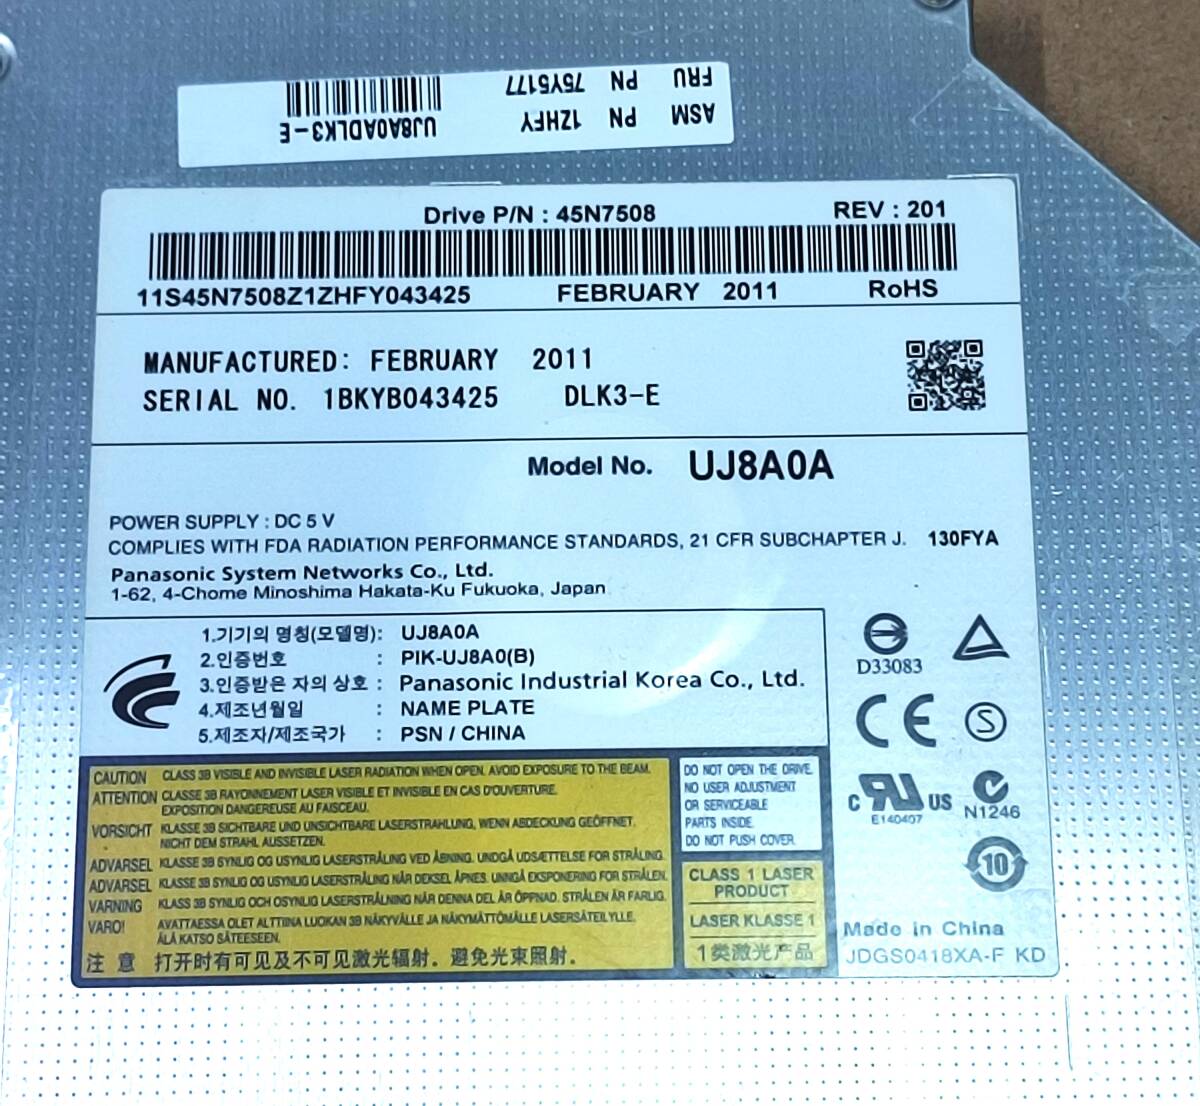 FRU PN 75Y5177
ASM PN 1ZHFY
UJ8A0ADLK3-E
Drive P/N : 45N7508 REV : 201
11S45N7508Z1ZHFY043425 FEBRUARY 2011 RoHS
MANUFACTURED: FEBRUARY 2011
SERIAL NO. 1BKYB043425 DLK3-E
Model No. UJ8A0A
POWER SUPPLY : DC 5 V
COMPLIES WITH FDA RADIATION PERFORMANCE STANDARDS, 21 CFR SUBCHAPTER J. 130FYA
Panasonic System Networks Co., Ltd.
1-62, 4-Chome Minoshima Hakata-Ku Fukuoka, Japan
1.기기의 명칭(모델명): UJ8A0A
2.인증번호 : PIK-UJ8A0(B)
3.인증받은 자의 상호 : Panasonic Industrial Korea Co., Ltd.
4.제조년월일 : NAME PLATE
5.제조자/제조국가 : PSN / CHINA
D33083
CE S
c RU US
E140407
N1246
10
CAUTION CLASS 3B VISIBLE AND INVISIBLE LASER RADIATION WHEN OPEN. AVOID EXPOSURE TO THE BEAM.
ATTENTION CLASSE 3B RAYONNEMENT LASER VISIBLE ET INVISIBLE EN CAS D'OUVERTURE.
EXPOSITION DANGEREUSE AU FAISCEAU.
VORSICHT KLASSE 3B SICHTBARE UND UNSICHTBARE LASERSTRAHLUNG, WENN ABDECKUNG GEÖFFNET.
NICHT DEM STRAHL AUSSETZEN.
ADVARSEL KLASSE 3B SYNLIG OG USYNLIG LASERSTRÅLING VED ÅBNING. UNDGÅ UDSÆTTELSE FOR STRÅLING.
ADVARSEL KLASSE 3B SYNLIG OG USYNLIG LASERSTRÅLING NÅR DEKSEL ÅPNES. UNNGÅ EKSPONERING FOR STRÅLEN.
VARNING KLASS 3B SYNLIG OCH OSYNLIG LASERSTRÅLNING NÄR DENNA DEL ÄR ÖPPNAD. STRÅLEN ÄR FARLIG.
VARO! AVATTAESSA OLET ALTTIINA LUOKAN 3B NÄKYVÄLLE JA NÄKYMÄTTÖMÄLLE LASERSÄTEILYLLE.
ÄLÄ KATSO SÄTEESEEN.
注 意 打开时有可见及不可见激光辐射。避免光束照射。
DO NOT OPEN THE DRIVE.
NO USER ADJUSTMENT
OR SERVICEABLE
PARTS INSIDE.
DO NOT PUSH COVER.
CLASS 1 LASER
PRODUCT
LASER KLASSE 1
1类激光产品
Made in China
JDGS0418XA-F KD